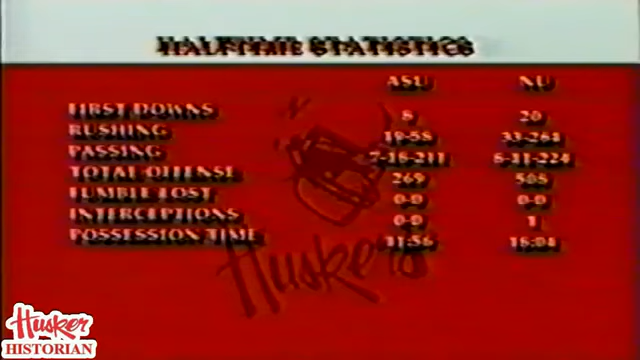 HALFTIME STATISTICS
ASU NU
FIRST DOWNS 8 20
RUSHING 19-58 33-284
PASSING 7-16-211 8-11-224
TOTAL OFFENSE 269 508
FUMBLE LOST 0-0 0-0
INTERCEPTIONS 0-0 1
POSSESSION TIME 11:56 18:04
Huskers
Husker
HISTORIAN